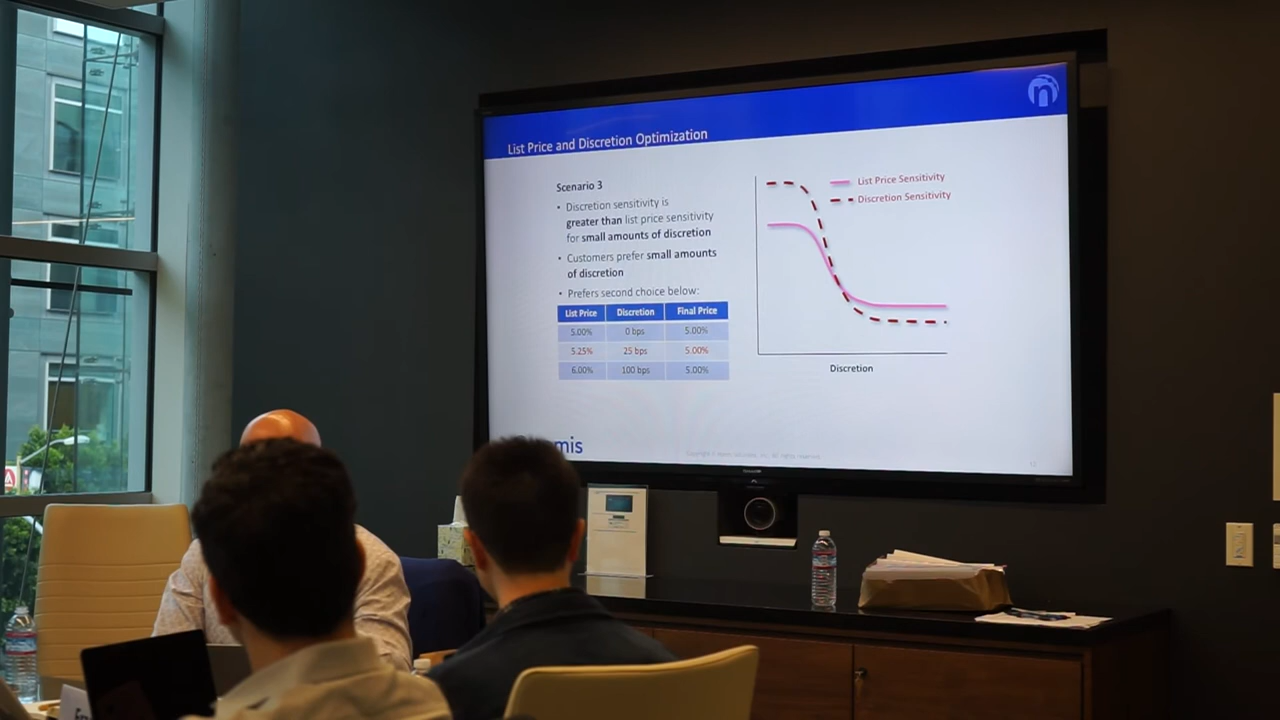 List Price and Discretion Optimization
Scenario 3
• Discretion sensitivity is
greater than list price sensitivity
for small amounts of discretion
• Customers prefer small amounts
of discretion
• Prefers second choice below:
List Price Discretion Final Price
5.00% 0 bps 5.00%
5.25% 25 bps 5.00%
6.00% 100 bps 5.00%
List Price Sensitivity
Discretion Sensitivity
Discretion
mis
n
12